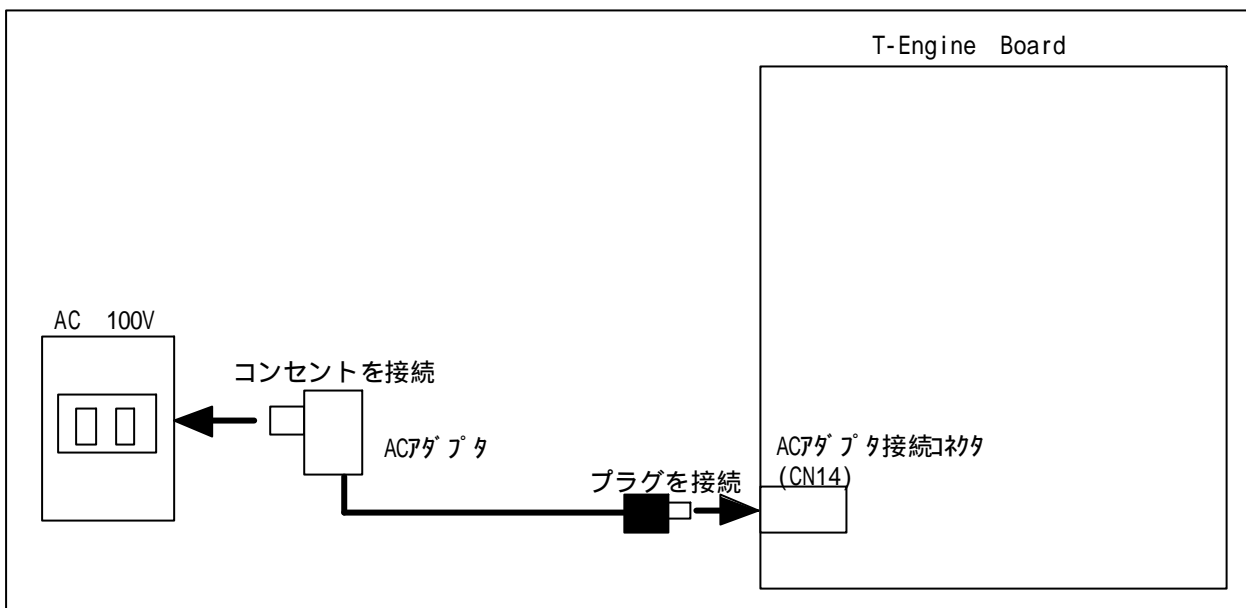 T-Engine Board
AC 100V
コンセントを接続
ACアダプタ
プラグを接続
ACアダプタ接続コネクタ
(CN14)